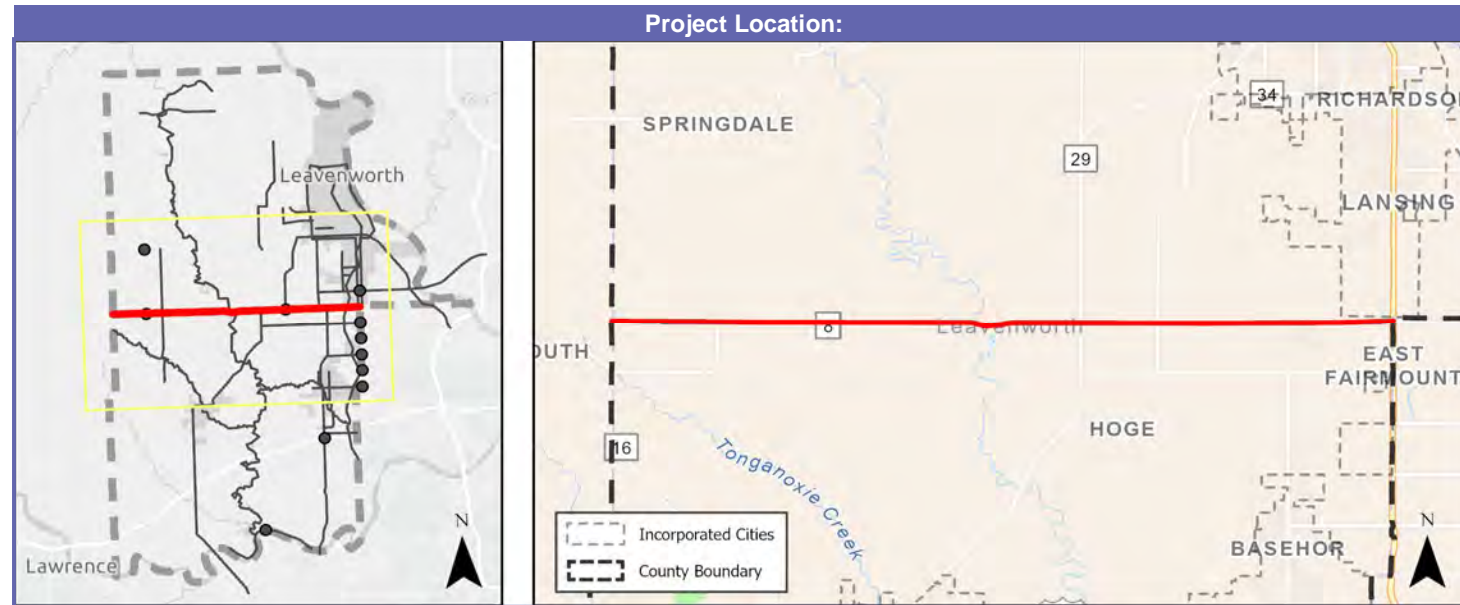 Project Location:
Leavenworth
Lawrence
N
SPRINGDALE
34
RICHARDSO
29
LANSING
8
Leavenworth
OUTH
EAST
FAIRMOUNT
HOGE
16
Tonganoxie Creek
BASEHOR
Incorporated Cities
County Boundary
N